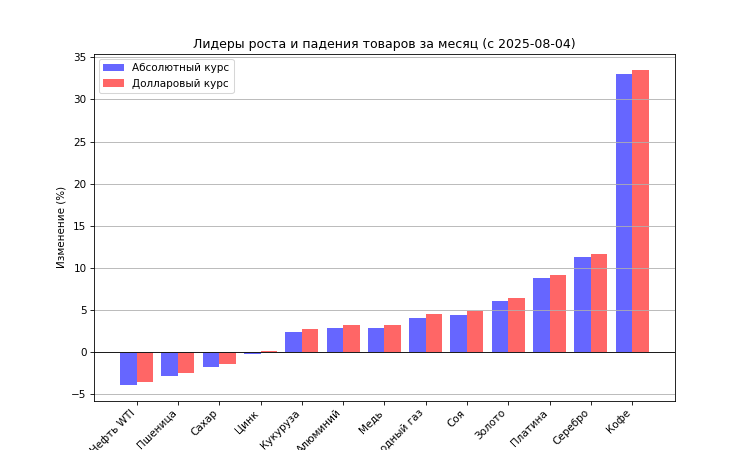 Лидеры роста и падения товаров за месяц (с 2025-08-04)
Абсолютный курс
Долларовый курс
Изменение (%)
35
30
25
20
15
10
5
0
−5
Нефть WTI
Пшеница
Сахар
Цинк
Кукуруза
Алюминий
Медь
одный газ
Соя
Золото
Платина
Серебро
Кофе